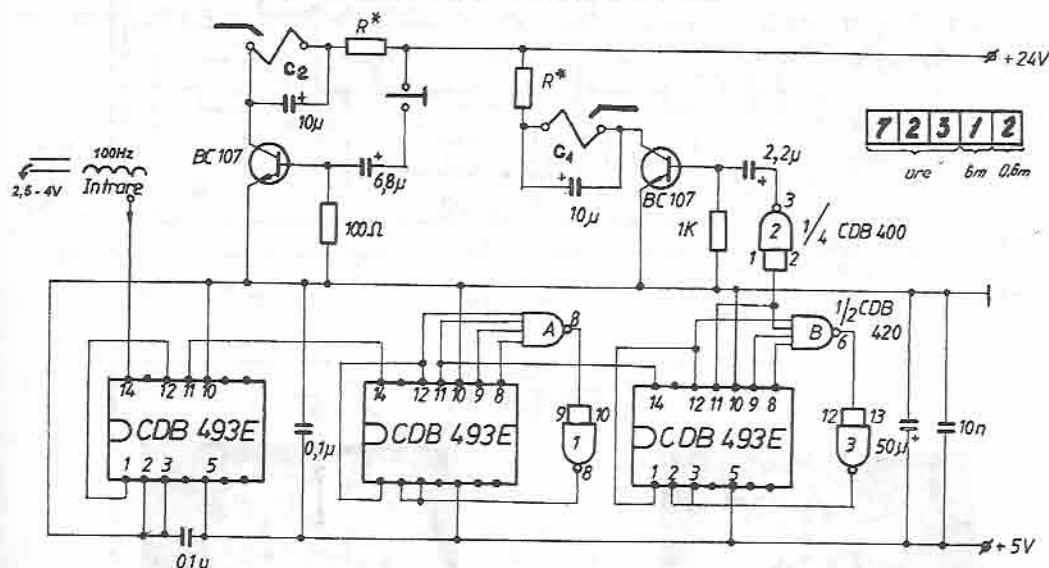 R*
C2
+ 24V
R*
+
10µ
7 2 3 1 2
ore 6m 0,6m
BC 107
100Hz
Intrare
2,5 - 4V
+
6,8µ
C4
+
10µ
BC 107
2,2µ
+
3
2
1/4 CDB 400
1 2
100Ω
1K
8
A
B
6
1/2 CDB
420
14 12 11 10
CDB 493E
1 2 3 5
0,1µ
14 12 11 10 9 8
CDB 493E
9 10
1
8
14 12 11 10 9 8
CDB 493E
1 2 3 5
12 13
3
50µ
+
10n
01µ
+ 5V